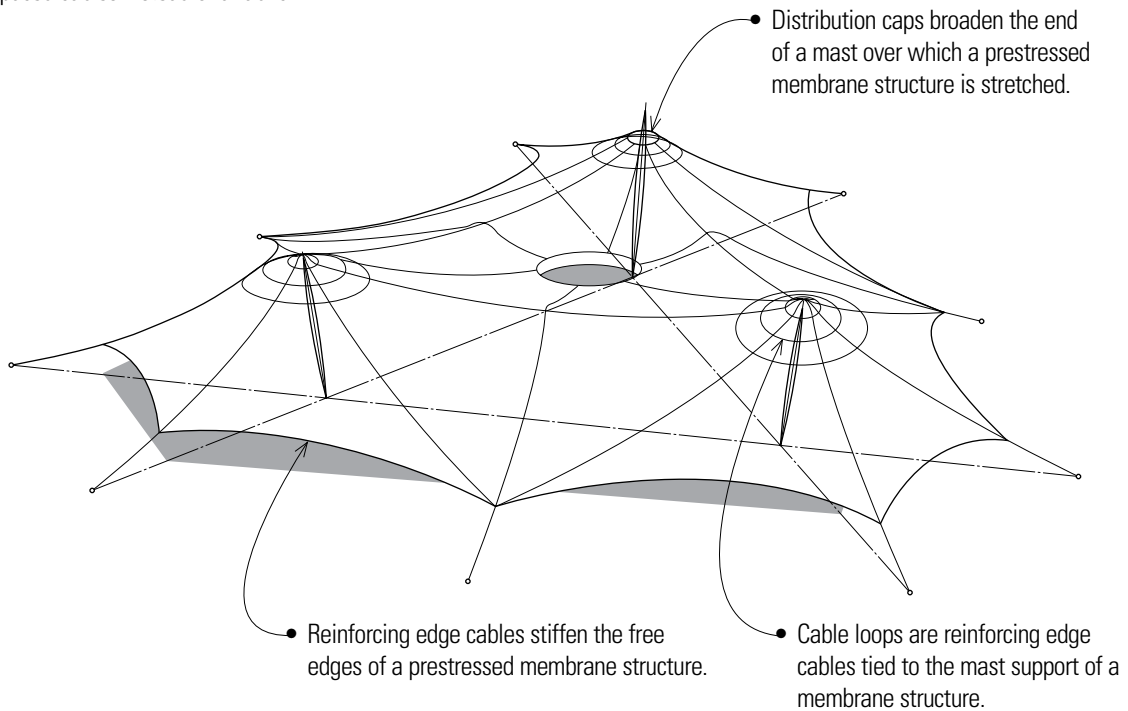 Distribution caps broaden the end
of a mast over which a prestressed
membrane structure is stretched.
Reinforcing edge cables stiffen the free
edges of a prestressed membrane structure.
Cable loops are reinforcing edge
cables tied to the mast support of a
membrane structure.